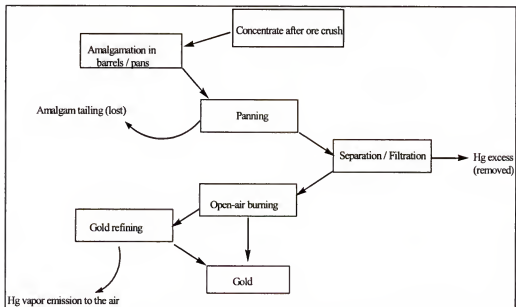 Concentrate after ore crush
Amalgamation in
barrels / pans
Amalgam tailing (lost)
Panning
Separation / Filtration
Hg excess
(removed)
Open-air burning
Gold refining
Gold
Hg vapor emission to the air